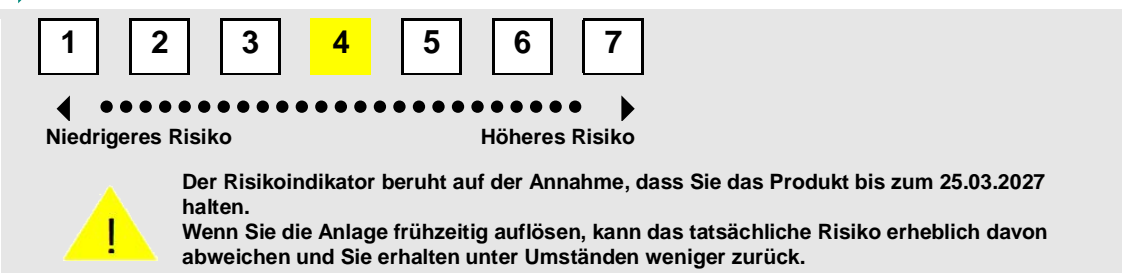 1 2 3 4 5 6 7
Niedrigeres Risiko Höheres Risiko
Der Risikoindikator beruht auf der Annahme, dass Sie das Produkt bis zum 25.03.2027
halten.
Wenn Sie die Anlage frühzeitig auflösen, kann das tatsächliche Risiko erheblich davon
! abweichen und Sie erhalten unter Umständen weniger zurück.